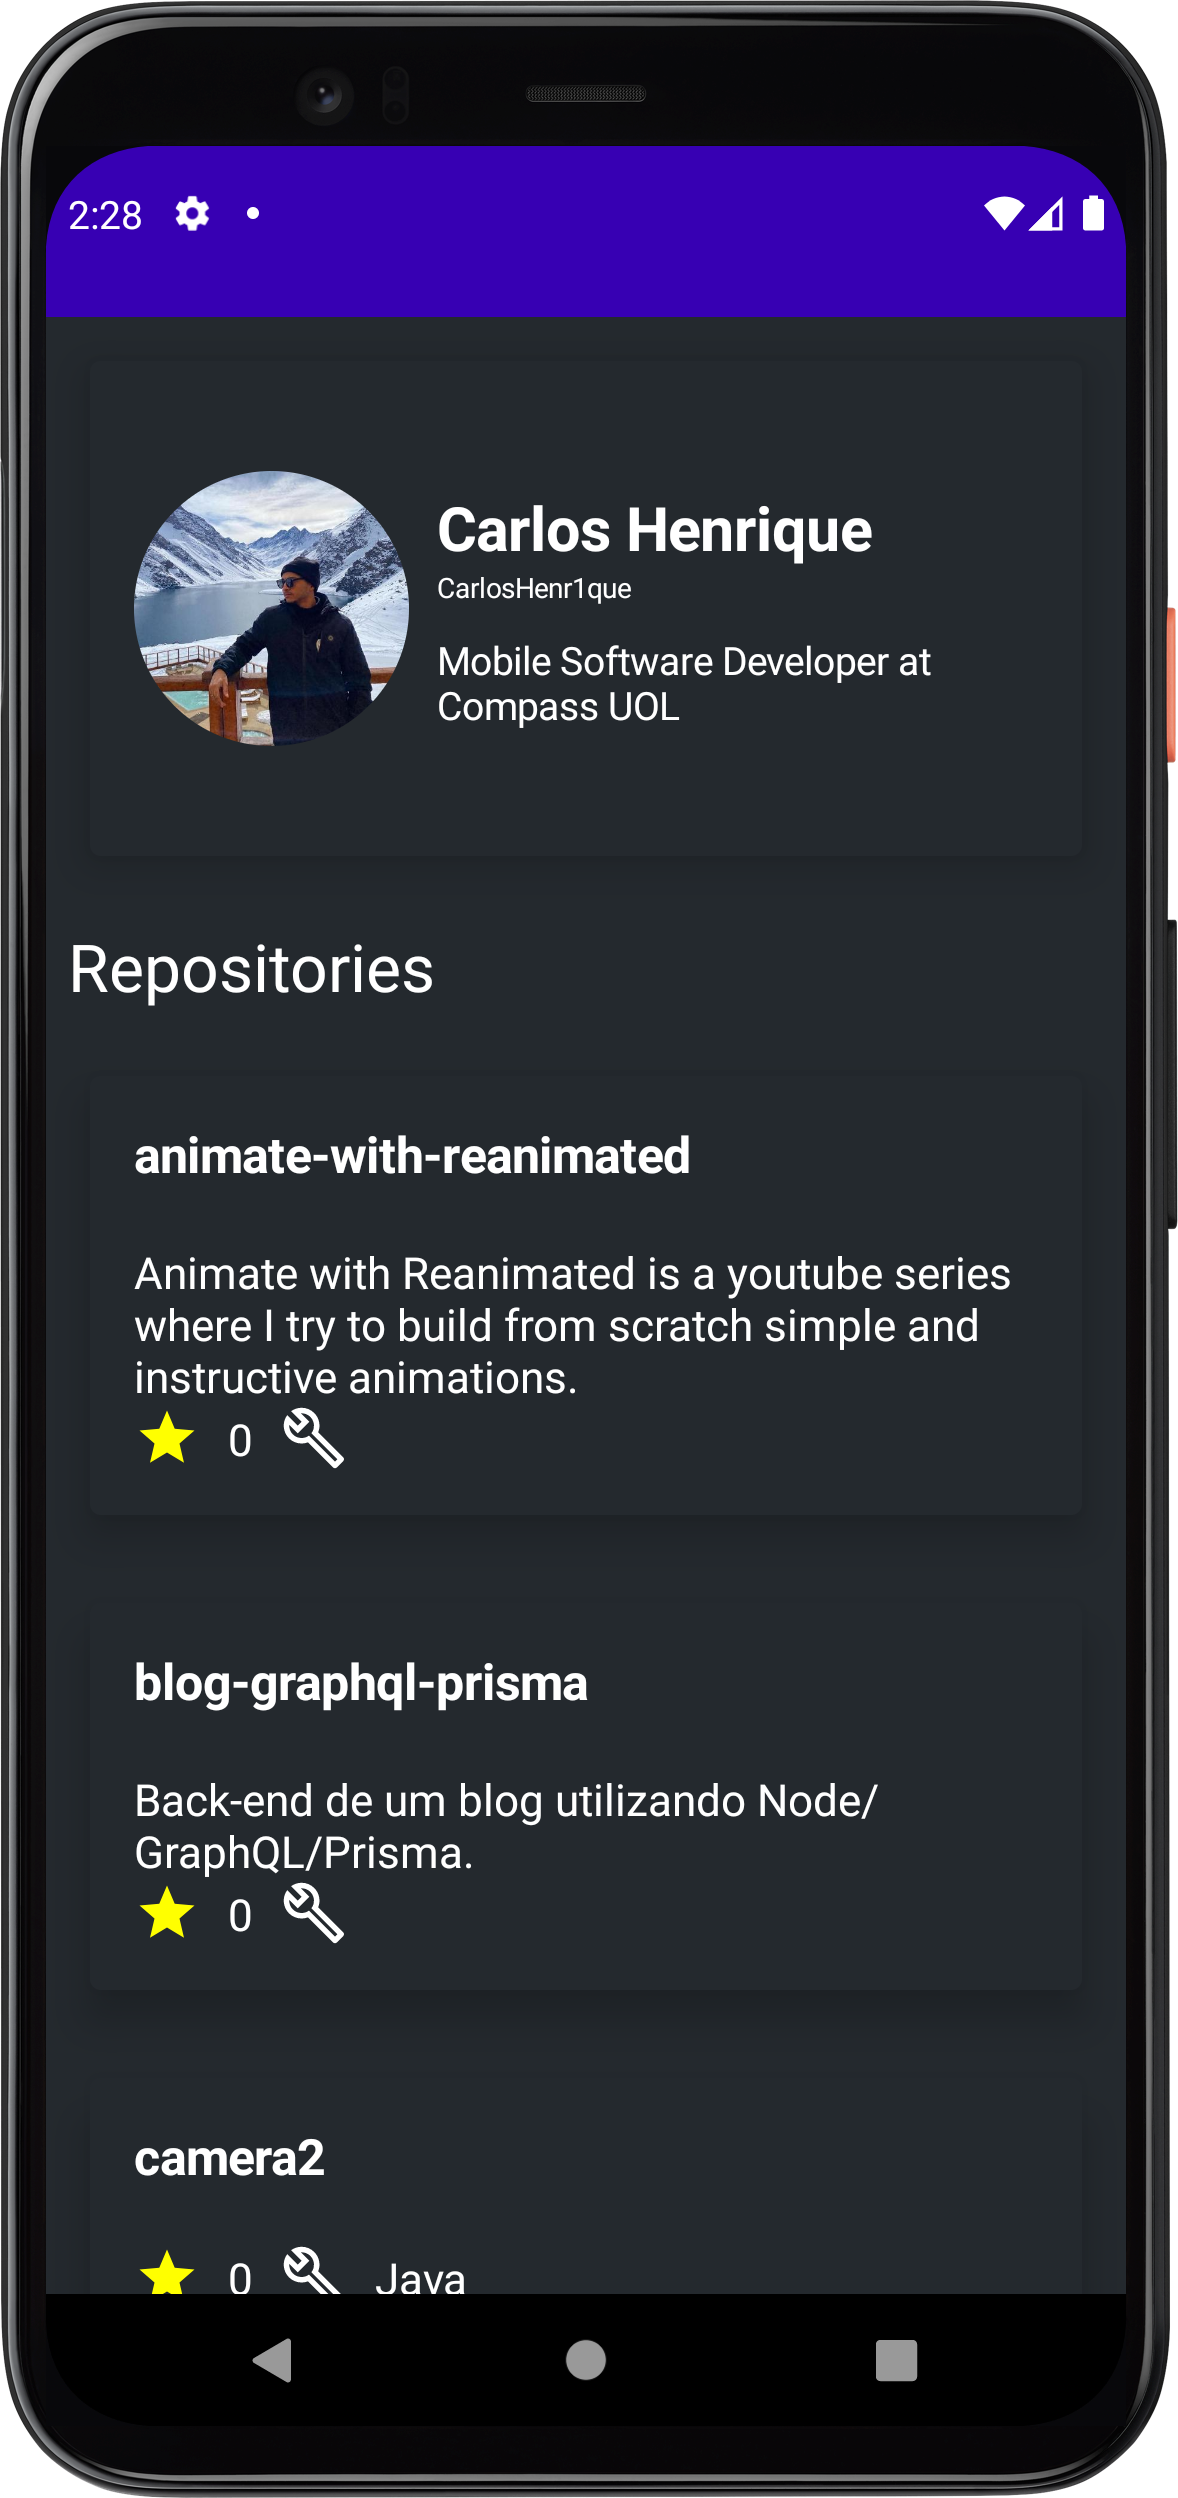 2:28
Carlos Henrique
CarlosHenr1que
Mobile Software Developer at
Compass UOL
Repositories
animate-with-reanimated
Animate with Reanimated is a youtube series
where I try to build from scratch simple and
instructive animations.
0
blog-graphql-prisma
Back-end de um blog utilizando Node/
GraphQL/Prisma.
0
camera2
0 Java